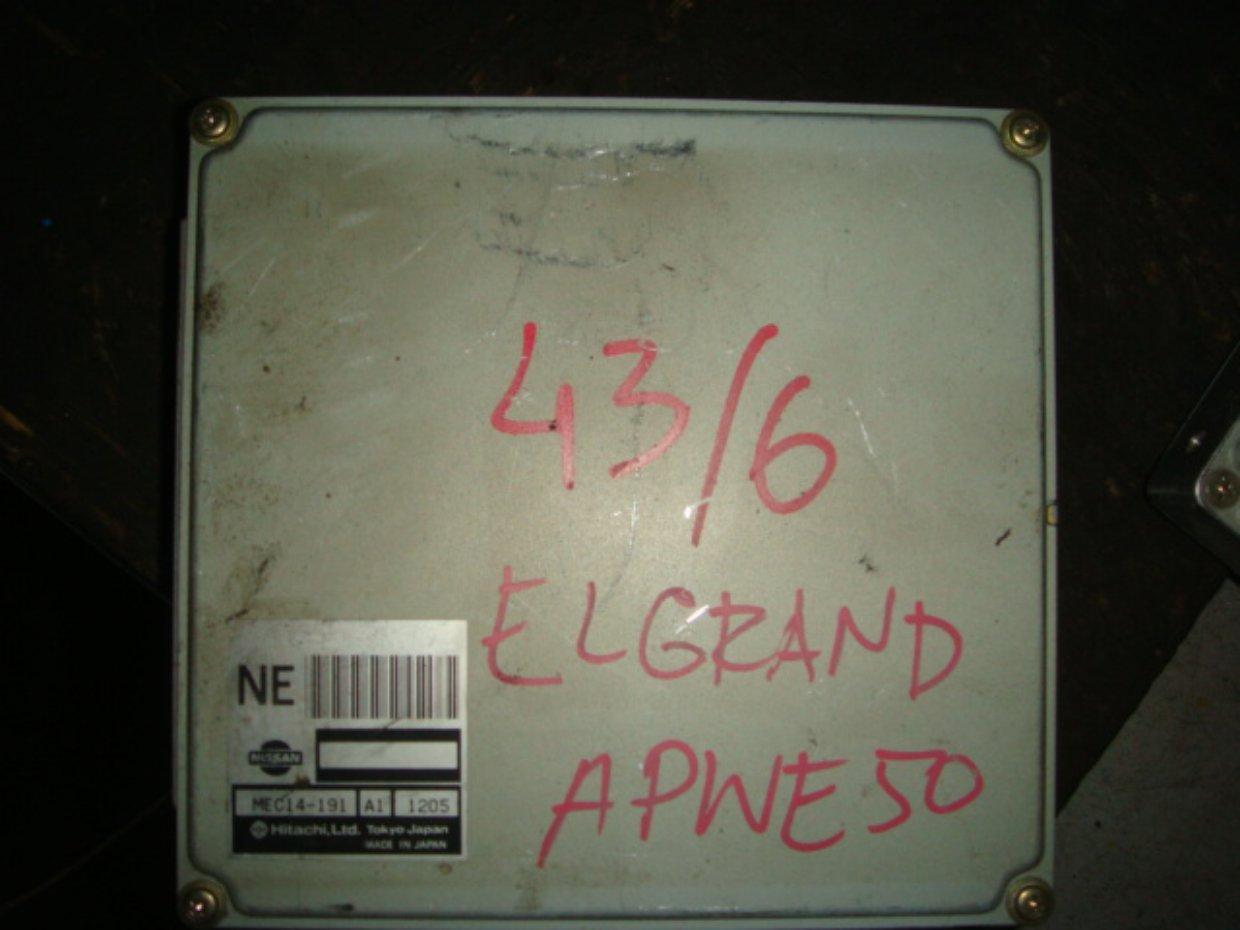 43/6
ELGRAND
APWE50
NE
NISSAN
MEC14-191 A1 1205
Hitachi, Ltd. Tokyo Japan
MADE IN JAPAN